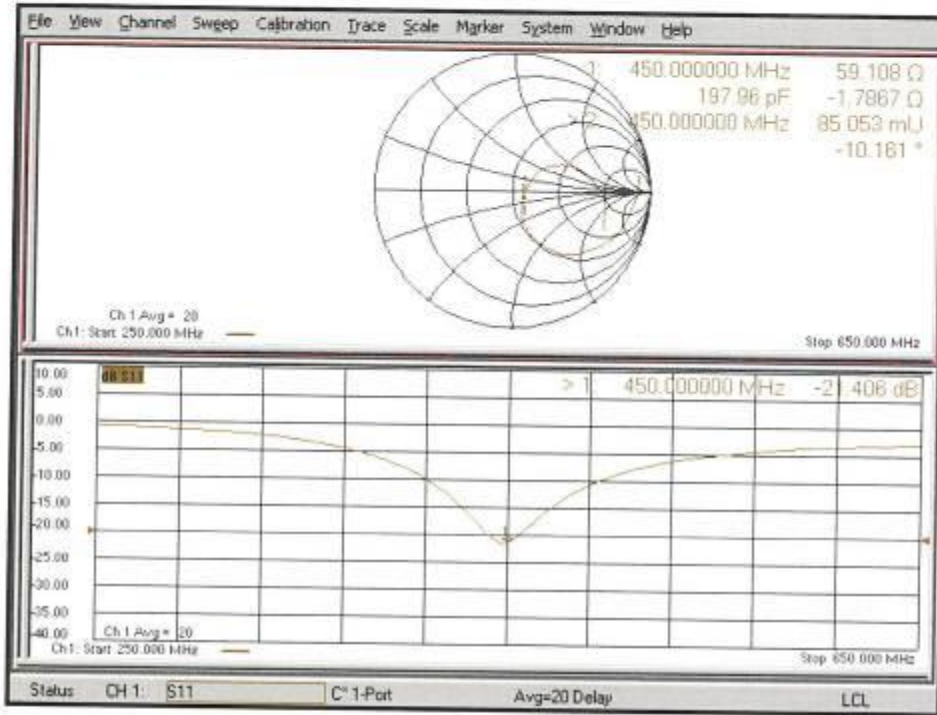 File View Channel Sweep Calibration Trace Scale Marker System Window Help
1: 450.000000 MHz 59.108 Ω
197.96 pF -1.7867 Ω
> 2: 450.000000 MHz 85.053 mU
-10.161 °
Ch 1 Avg = 20
Ch1: Start 250.000 MHz
Stop 650.000 MHz
10.00
dB S11
> 1: 450.000000 MHz -21.406 dB
5.00
0.00
-5.00
-10.00
-15.00
-20.00
-25.00
-30.00
-35.00
-40.00
Ch 1 Avg = 20
Ch1: Start 250.000 MHz
Stop 650.000 MHz
Status CH 1: S11 C* 1-Port Avg=20 Delay LCL